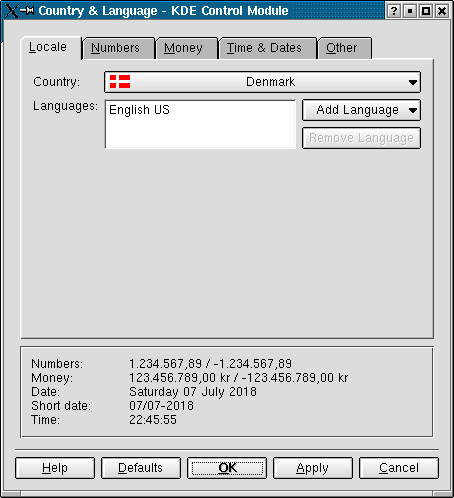 Country & Language - KDE Control Module
Locale Numbers Money Time & Dates Other
Country: Denmark
Languages: English US Add Language
Remove Language
Numbers: 1.234.567,89 / -1.234.567,89
Money: 123.456.789,00 kr / -123.456.789,00 kr
Date: Saturday 07 July 2018
Short date: 07/07-2018
Time: 22:45:55
Help Defaults OK Apply Cancel